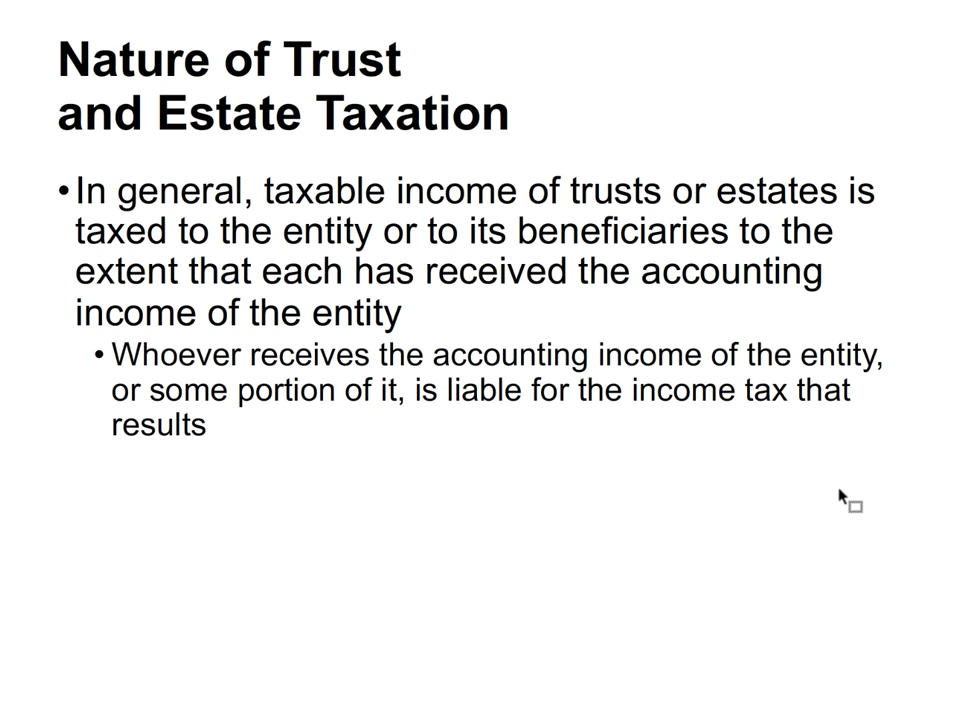 Nature of Trust
and Estate Taxation
• In general, taxable income of trusts or estates is
taxed to the entity or to its beneficiaries to the
extent that each has received the accounting
income of the entity
• Whoever receives the accounting income of the entity,
or some portion of it, is liable for the income tax that
results